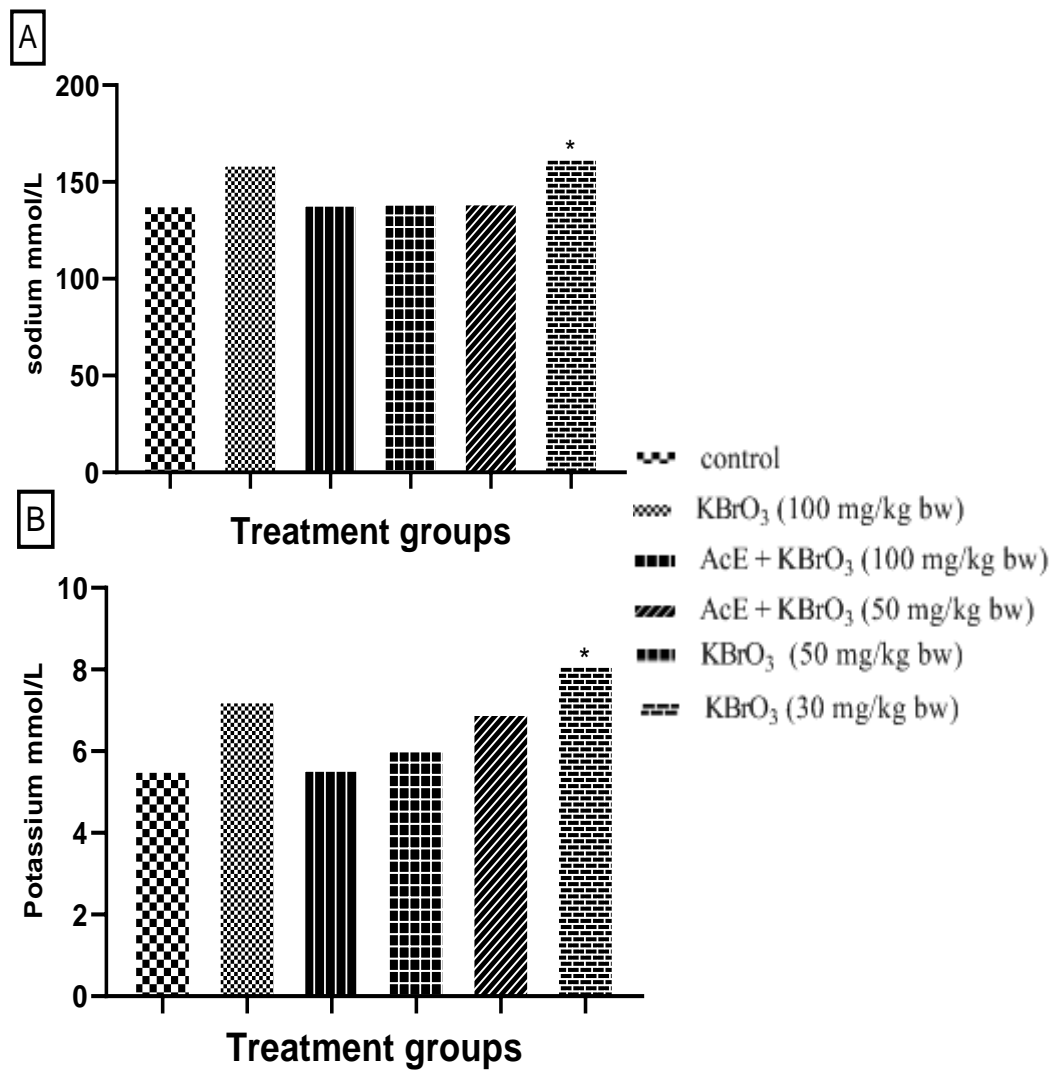 A
200
150
100
50
0
sodium mmol/L
*
Treatment groups
B
10
8
6
4
2
0
Potassium mmol/L
*
Treatment groups
control
KBrO₃ (100 mg/kg bw)
AcE + KBrO₃ (100 mg/kg bw)
AcE + KBrO₃ (50 mg/kg bw)
KBrO₃ (50 mg/kg bw)
KBrO₃ (30 mg/kg bw)